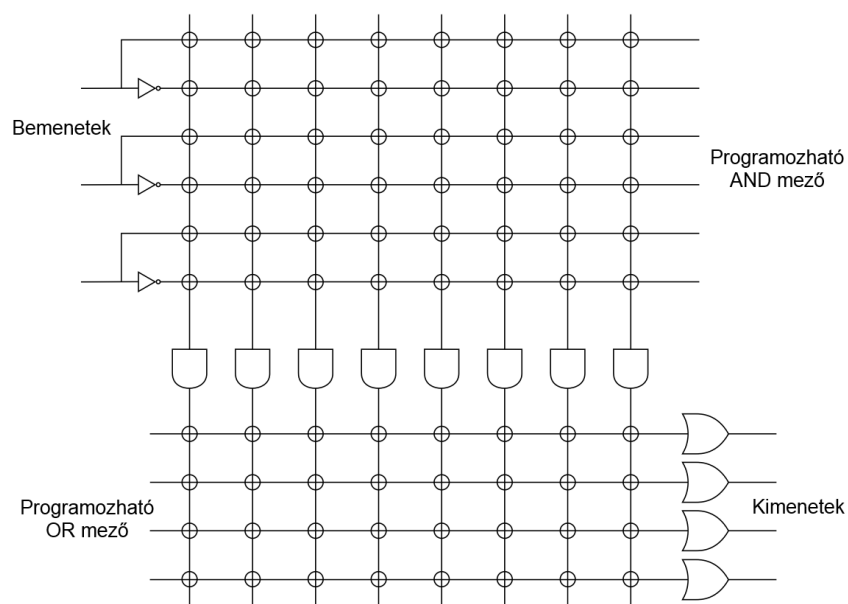 Bemenetek
Programozható
AND mező
Programozható
OR mező
Kimenetek